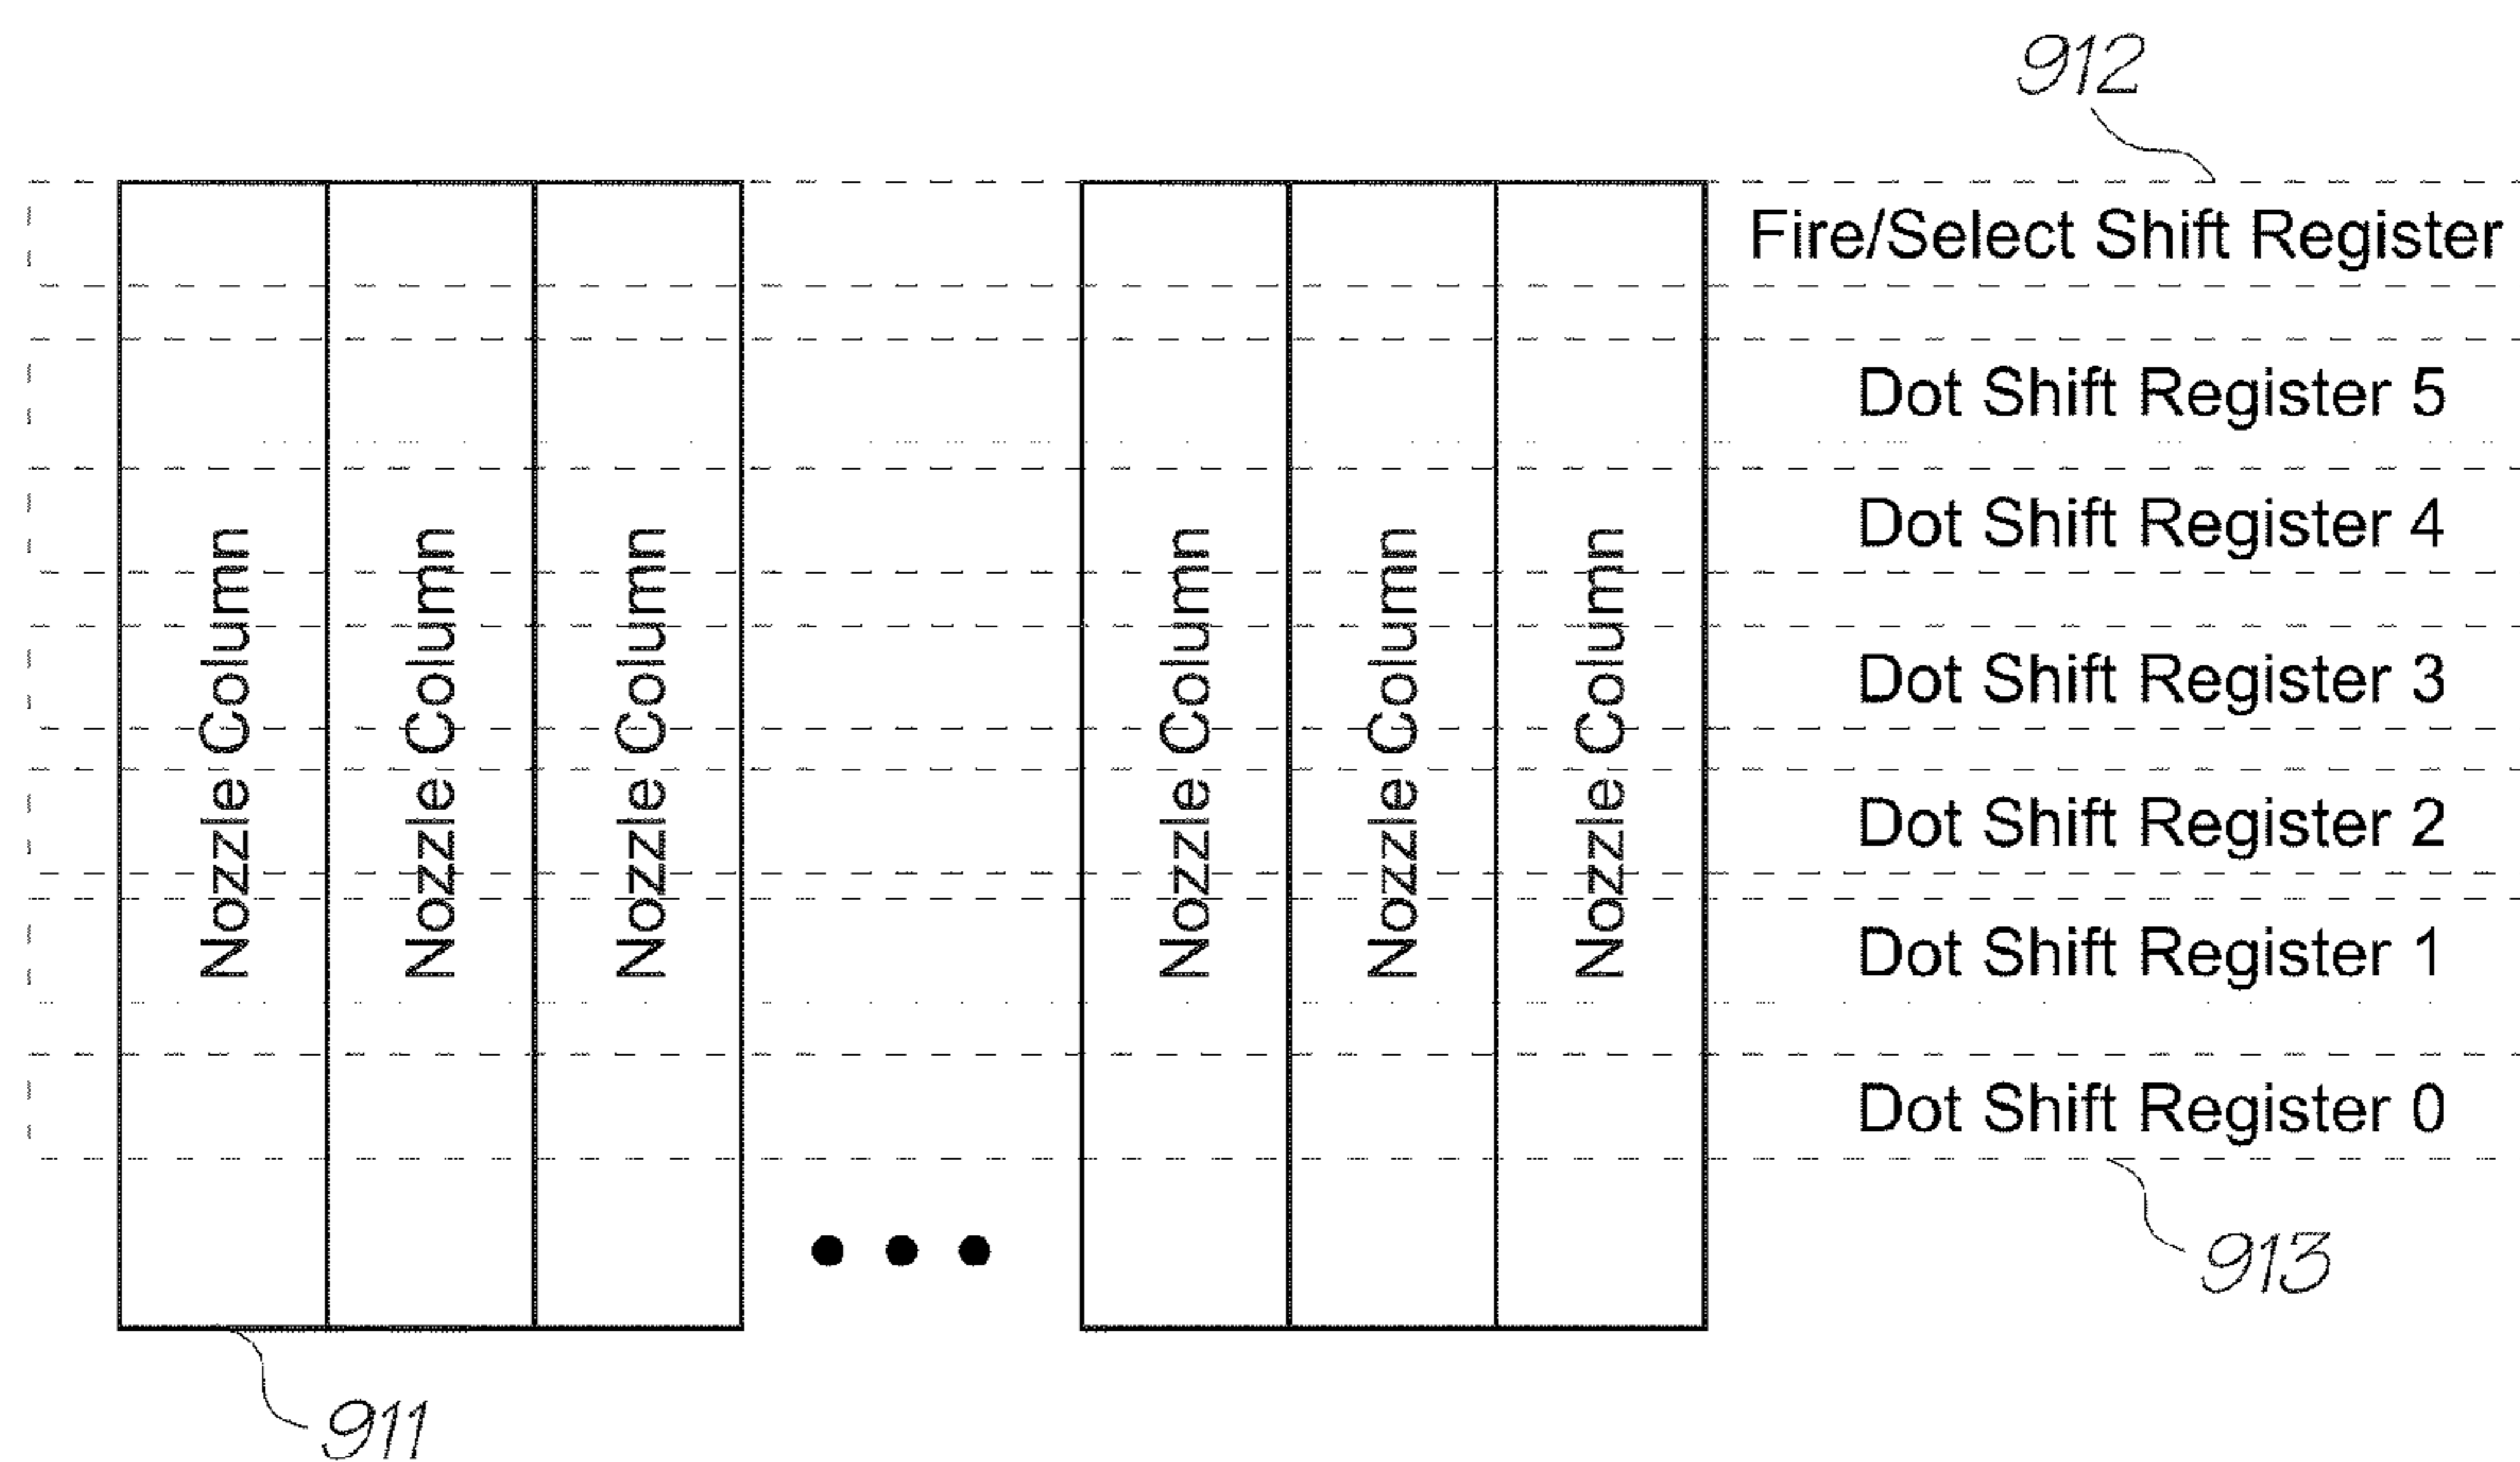 912
Fire/Select Shift Register
Dot Shift Register 5
Dot Shift Register 4
Dot Shift Register 3
Dot Shift Register 2
Dot Shift Register 1
Dot Shift Register 0
Nozzle Column
Nozzle Column
Nozzle Column
Nozzle Column
Nozzle Column
Nozzle Column
913
911